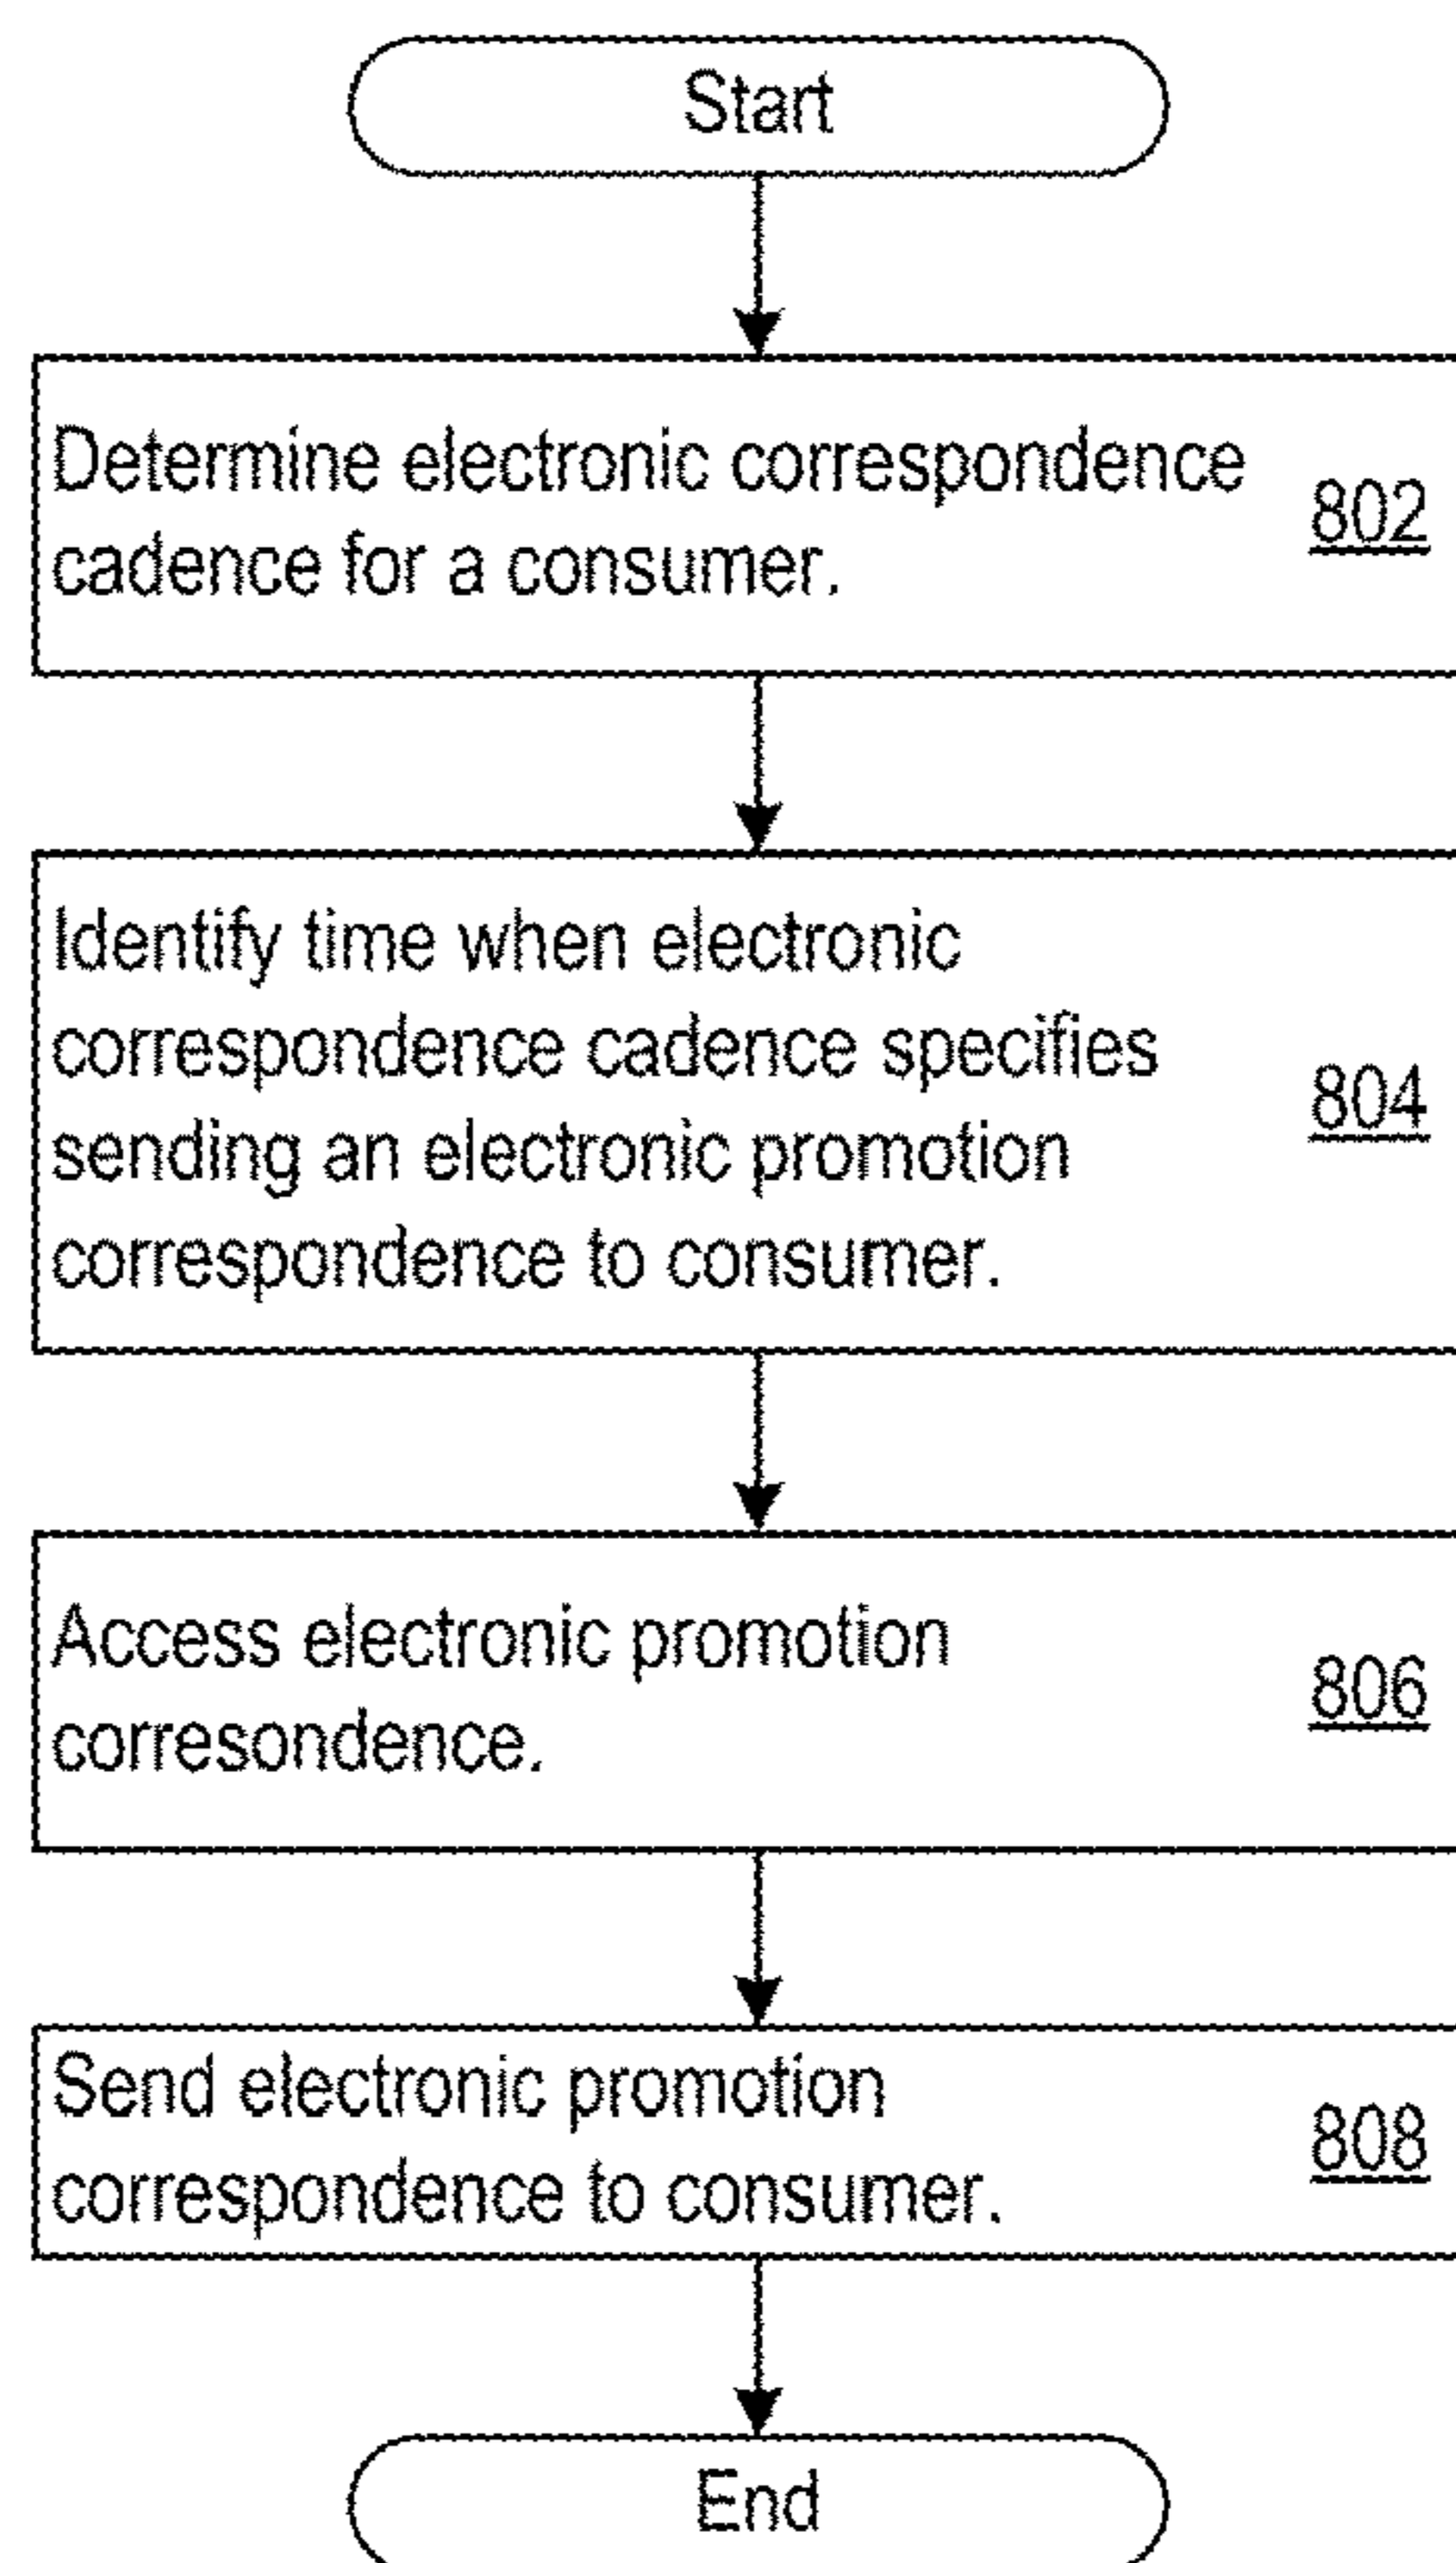 Start
Determine electronic correspondence
cadence for a consumer.
802
Identify time when electronic
correspondence cadence specifies
sending an electronic promotion
correspondence to consumer.
804
Access electronic promotion
corresondence.
806
Send electronic promotion
correspondence to consumer.
808
End